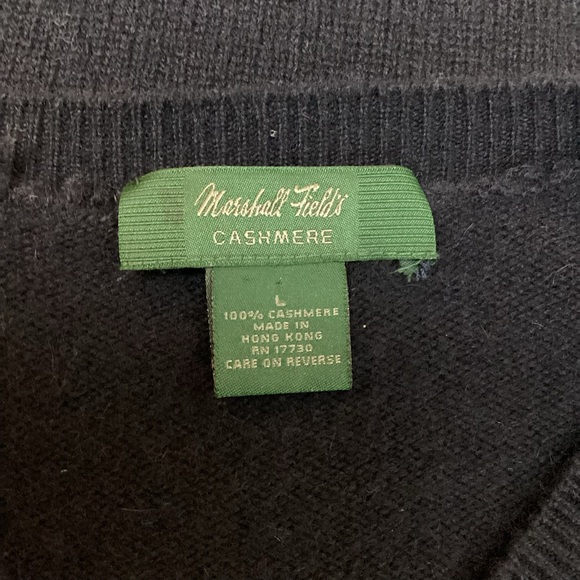 Marshall Field's
CASHMERE
L
100% CASHMERE
MADE IN
HONG KONG
RN 17730
CARE ON REVERSE